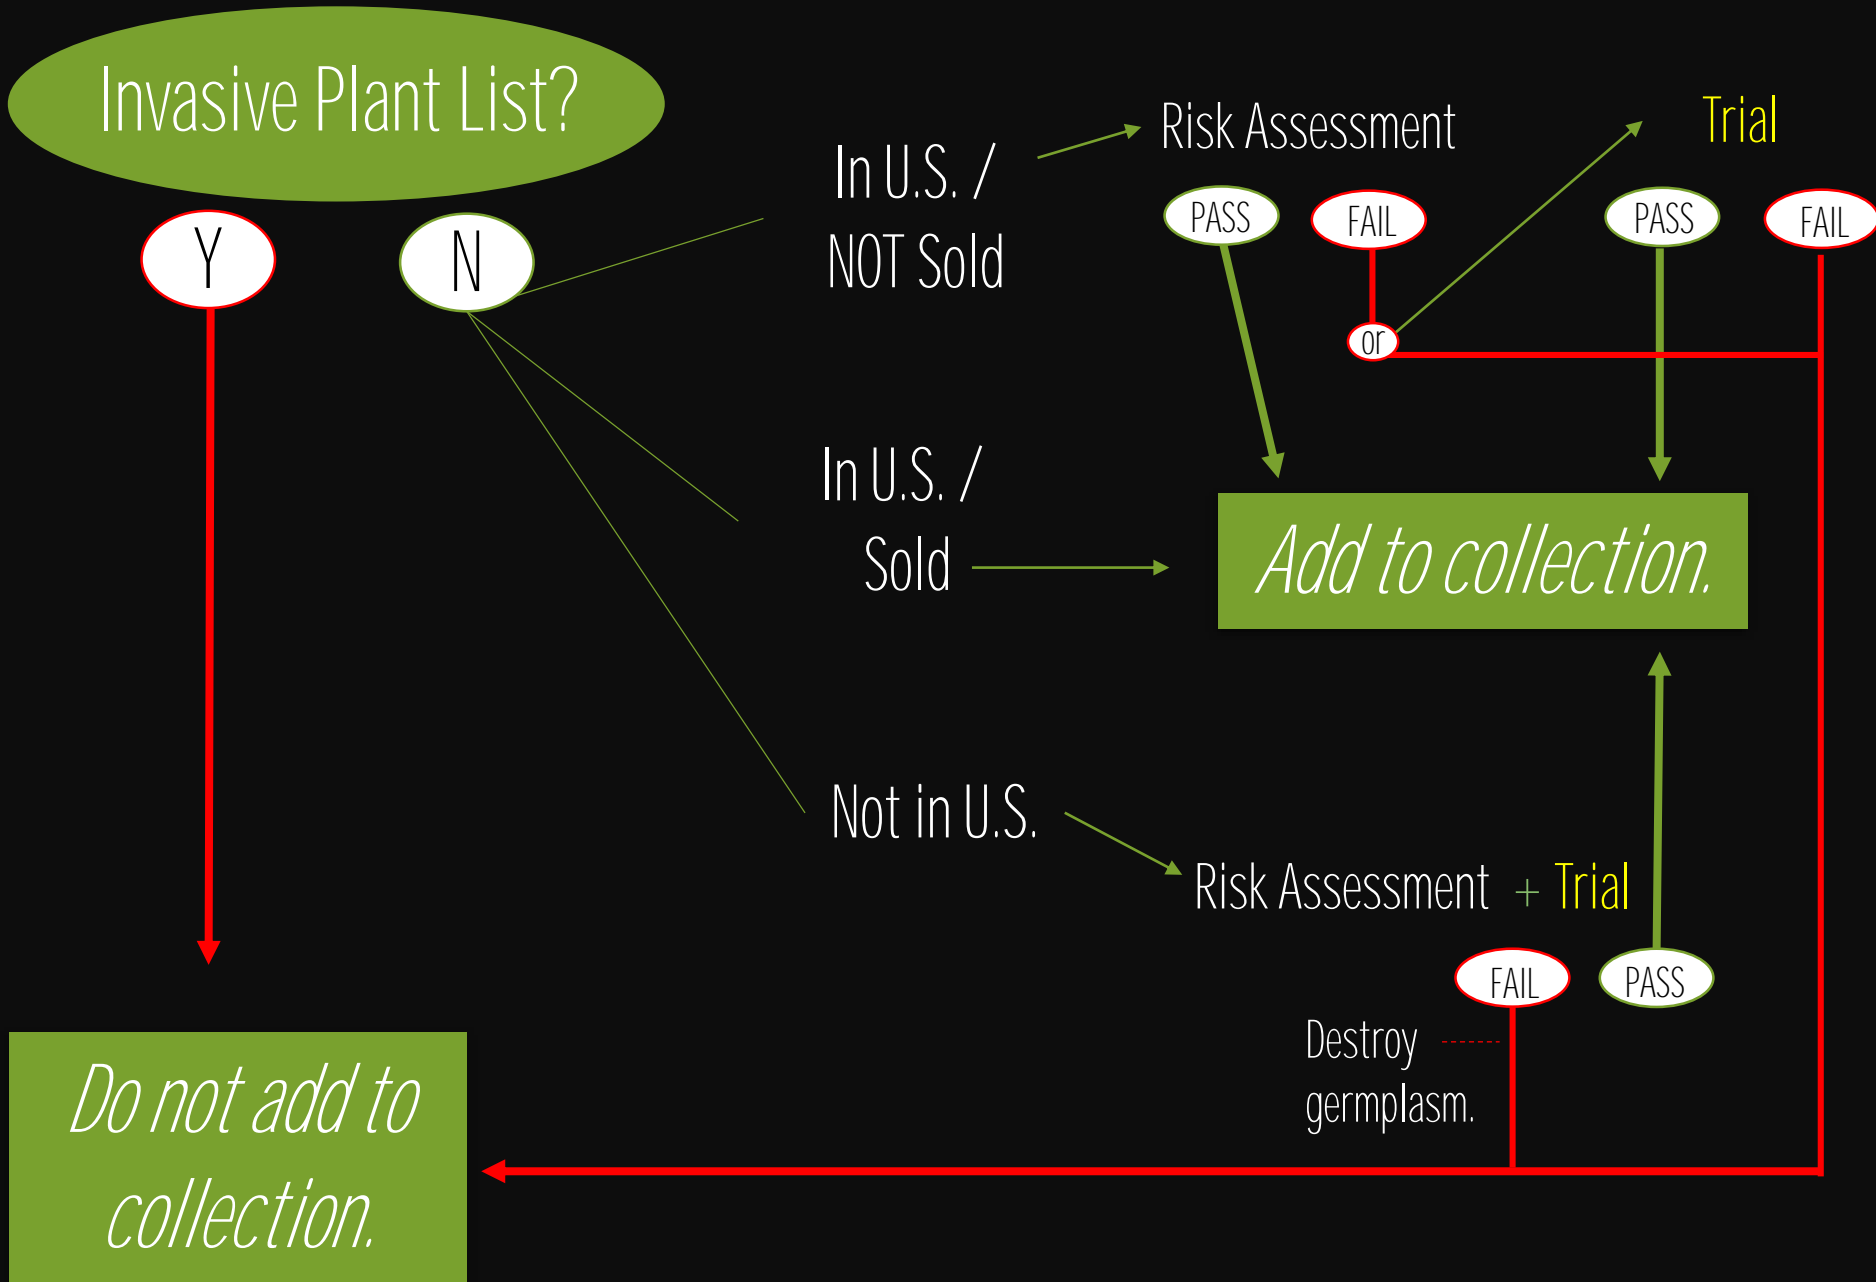 Invasive Plant List?
Y
N
In U.S. /
NOT Sold
Risk Assessment
PASS
FAIL
or
Trial
PASS
FAIL
In U.S. /
Sold
Add to collection.
Not in U.S.
Risk Assessment + Trial
FAIL
PASS
Destroy
germplasm.
Do not add to
collection.